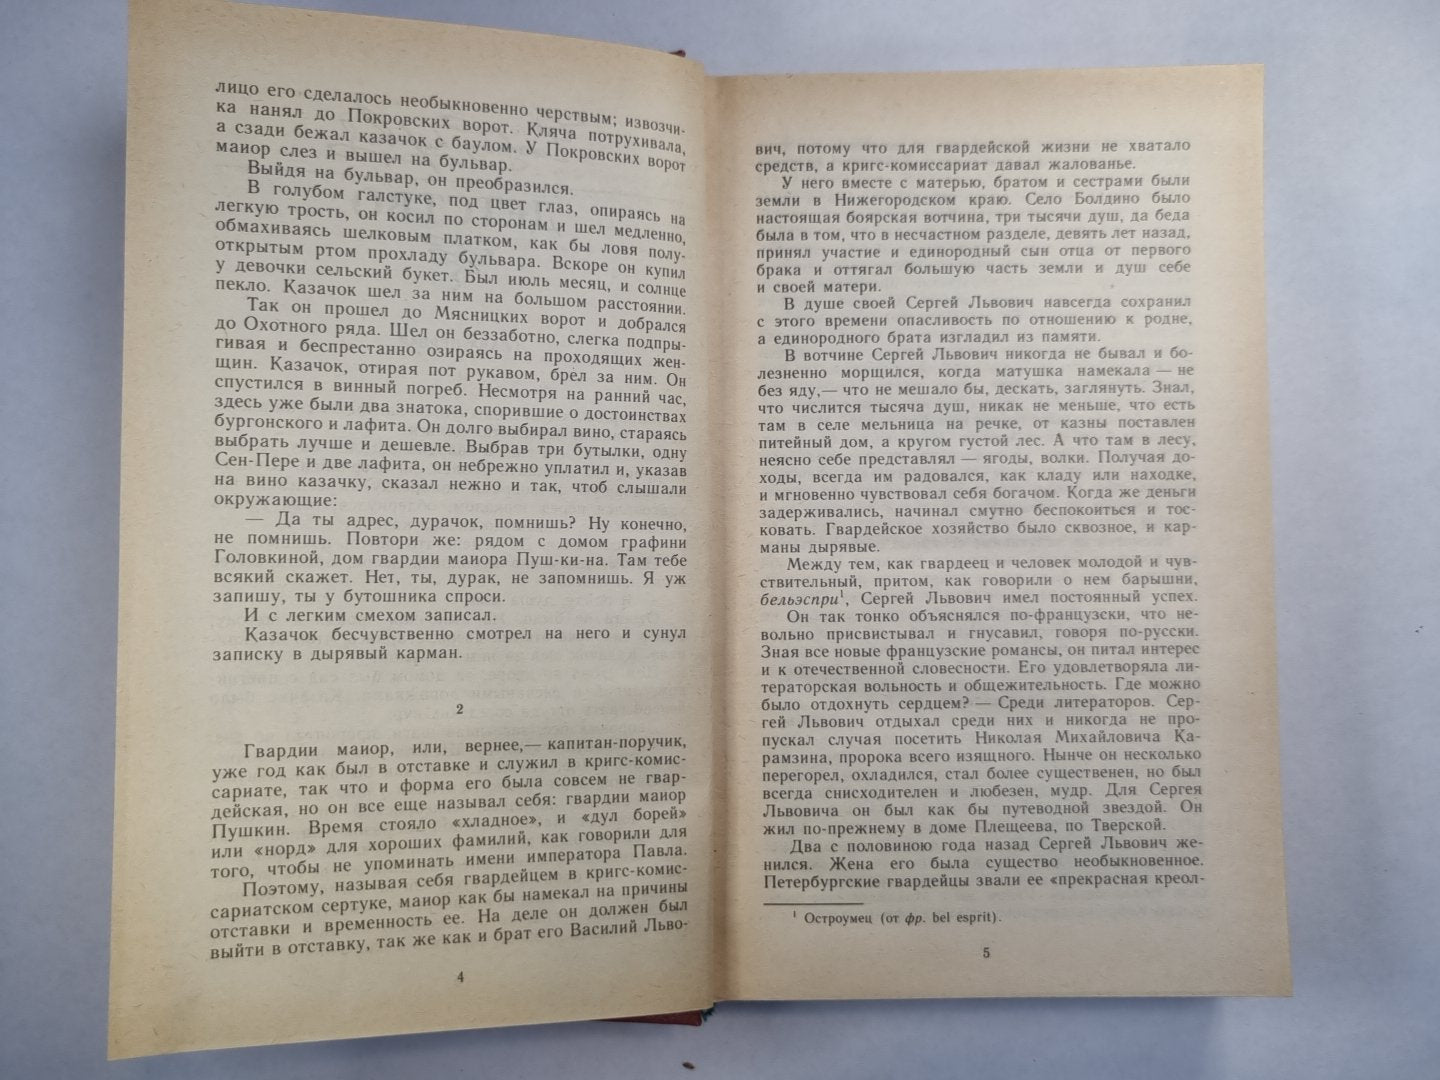 лицо его сделалось необыкновенно черствым; извозчи-
ка нанял до Покровских ворот. Кляча потрухивала,
а сзади бежал казачок с баулом. У Покровских ворот
маиор слез и вышел на бульвар.
Выйдя на бульвар, он преобразился.
В голубом галстуке, под цвет глаз, опираясь на
легкую трость, он косил по сторонам и шел медленно,
обмахиваясь шелковым платком, как бы ловя полу-
открытым ртом прохладу бульвара. Вскоре он купил
у девочки сельский букет. Был июль месяц, и солнце
пекло. Казачок шел за ним на большом расстоянии.
Так он прошел до Мясницких ворот и добрался
до Охотного ряда. Шел он беззаботно, слегка подпры-
гивая и беспрестанно озираясь на проходящих жен-
щин. Казачок, отирая пот рукавом, брел за ним. Он
спустился в винный погреб. Несмотря на ранний час,
здесь уже были два знатока, спорившие о достоинствах
бургонского и лафита. Он долго выбирал вино, стараясь
выбрать лучше и дешевле. Выбрав три бутылки, одну
Сен-Пере и две лафита, он небрежно уплатил и, указав
на вино казачку, сказал нежно и так, чтоб слышали
окружающие:
— Да ты адрес, дурачок, помнишь? Ну конечно,
не помнишь. Повтори же: рядом с домом графини
Головкиной, дом гвардии маиора Пуш-ки-на. Там тебе
всякий скажет. Нет, ты, дурак, не запомнишь. Я уж
запишу, ты у бутошника спроси.
И с легким смехом записал.
Казачок бесчувственно смотрел на него и сунул
записку в дырявый карман.
2
Гвардии маиор, или, вернее,— капитан-поручик,
уже год как был в отставке и служил в кригс-комис-
сариате, так что и форма его была совсем не гвар-
дейская, но он все еще называл себя: гвардии маиор
Пушкин. Время стояло «хладное», и «дул борей»
или «норд» для хороших фамилий, как говорили для
того, чтобы не упоминать имени императора Павла.
Поэтому, называя себя гвардейцем в кригс-комис-
сариатском сертуке, маиор как бы намекал на причины
отставки и временность ее. На деле он должен был
выйти в отставку, так же как и брат его Василий Льво-
4
вич, потому что для гвардейской жизни не хватало
средств, а кригс-комиссариат давал жалованье.
У него вместе с матерью, братом и сестрами были
земли в Нижегородском краю. Село Болдино было
настоящая боярская вотчина, три тысячи душ, да беда
была в том, что в несчастном разделе, девять лет назад,
принял участие и единородный сын отца от первого
брака и оттягал большую часть земли и душ себе
и своей матери.
В душе своей Сергей Львович навсегда сохранил
с этого времени опасливость по отношению к родне,
а единородного брата изгладил из памяти.
В вотчине Сергей Львович никогда не бывал и бо-
лезненно морщился, когда матушка намекала — не
без яду,— что не мешало бы, дескать, заглянуть. Знал,
что числится тысяча душ, никак не меньше, что есть
там в селе мельница на речке, от казны поставлен
питейный дом, а кругом густой лес. А что там в лесу,
неясно себе представлял — ягоды, волки. Получая до-
ходы, всегда им радовался, как кладу или находке,
и мгновенно чувствовал себя богачом. Когда же деньги
задерживались, начинал смутно беспокоиться и тос-
ковать. Гвардейское хозяйство было сквозное, и кар-
маны дырявые.
Между тем, как гвардеец и человек молодой и чув-
ствительный, притом, как говорили о нем барышни,
бельэспри¹, Сергей Львович имел постоянный успех.
Он так тонко объяснялся по-французски, что не-
вольно присвистывал и гнусавил, говоря по-русски.
Зная все новые французские романсы, он питал интерес
и к отечественной словесности. Его удовлетворяла ли-
тераторская вольность и общежительность. Где можно
было отдохнуть сердцем? — Среди литераторов. Сер-
гей Львович отдыхал среди них и никогда не про-
пускал случая посетить Николая Михайловича Ка-
рамзина, пророка всего изящного. Нынче он несколько
перегорел, охладился, стал более существенен, но был
всегда снисходителен и любезен, мудр. Для Сергея
Львовича он был как бы путеводной звездой. Он
жил по-прежнему в доме Плещеева, по Тверской.
Два с половиною года назад Сергей Львович же-
нился. Жена его была существо необыкновенное.
Петербургские гвардейцы звали ее «прекрасная креол-
¹ Остроумец (от фр. bel esprit).
5